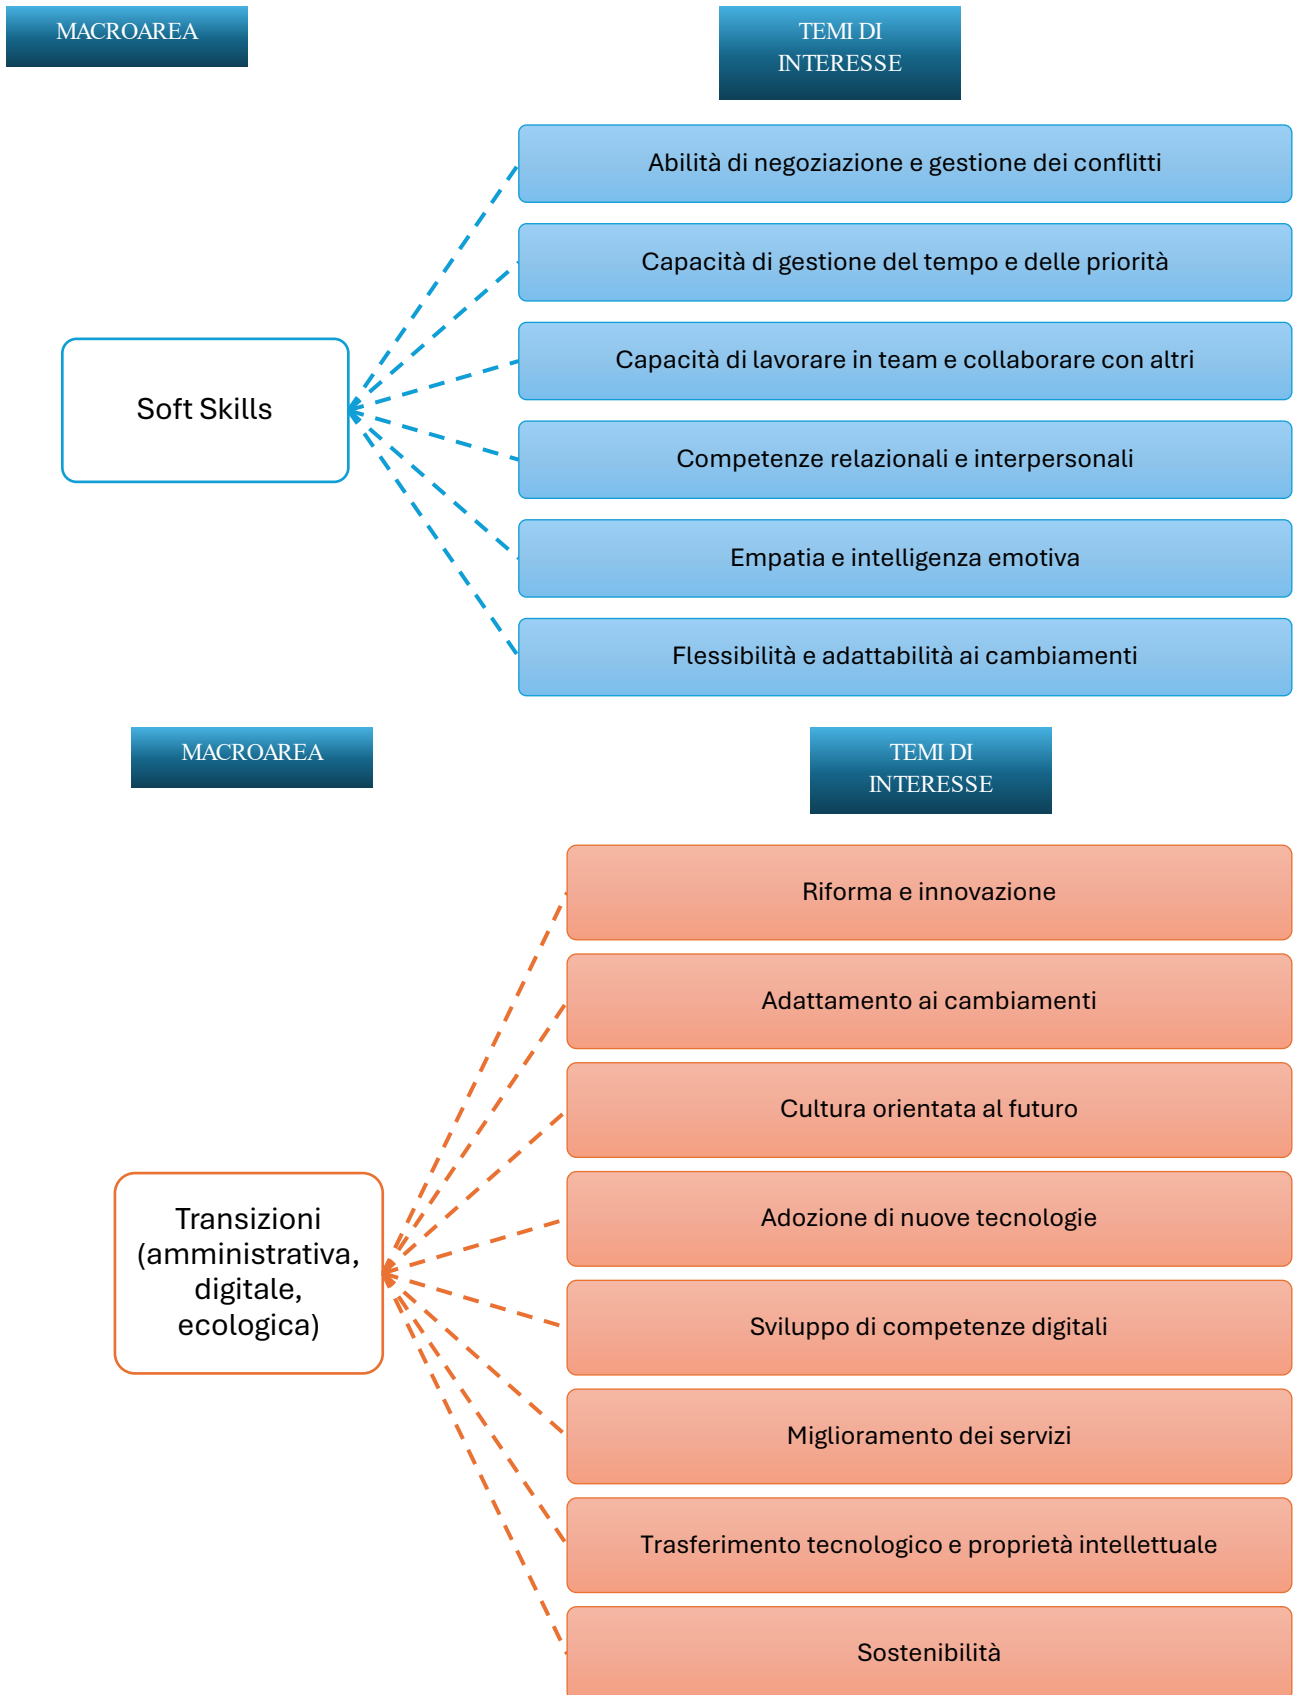 MACROAREA
TEMI DI
INTERESSE
Abilità di negoziazione e gestione dei conflitti
Capacità di gestione del tempo e delle priorità
Capacità di lavorare in team e collaborare con altri
Soft Skills
Competenze relazionali e interpersonali
Empatia e intelligenza emotiva
Flessibilità e adattabilità ai cambiamenti
MACROAREA
TEMI DI
INTERESSE
Riforma e innovazione
Adattamento ai cambiamenti
Cultura orientata al futuro
Adozione di nuove tecnologie
Transizioni
(amministrativa,
digitale,
ecologica)
Sviluppo di competenze digitali
Miglioramento dei servizi
Trasferimento tecnologico e proprietà intellettuale
Sostenibilità